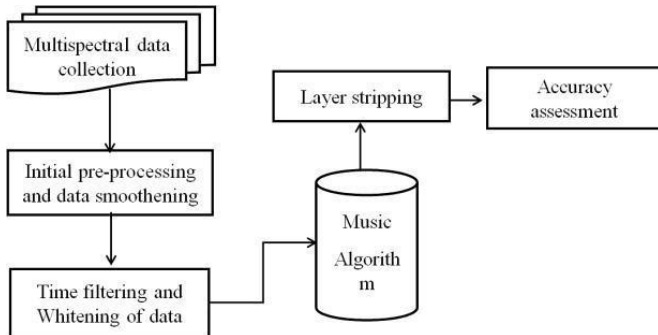 Multispectral data
collection
Initial pre-processing
and data smoothening
Time filtering and
Whitening of data
Music
Algorith
m
Layer stripping
Accuracy
assessment